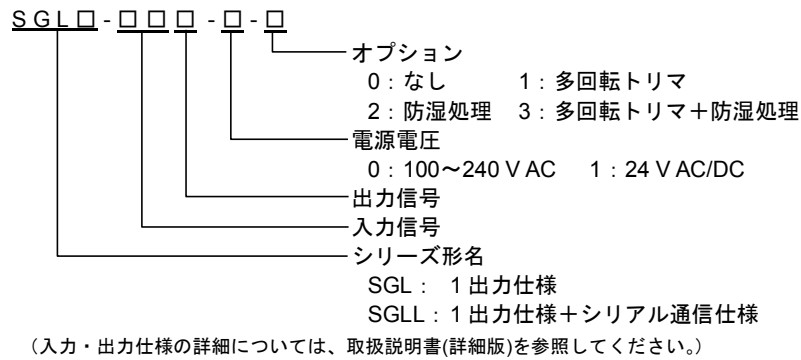 SGL□-□□□-□-□
オプション
0：なし 1：多回転トリマ
2：防湿処理 3：多回転トリマ＋防湿処理
電源電圧
0：100～240 V AC 1：24 V AC/DC
出力信号
入力信号
シリーズ形名
SGL： 1出力仕様
SGLL：1出力仕様＋シリアル通信仕様
（入力・出力仕様の詳細については、取扱説明書(詳細版)を参照してください。）